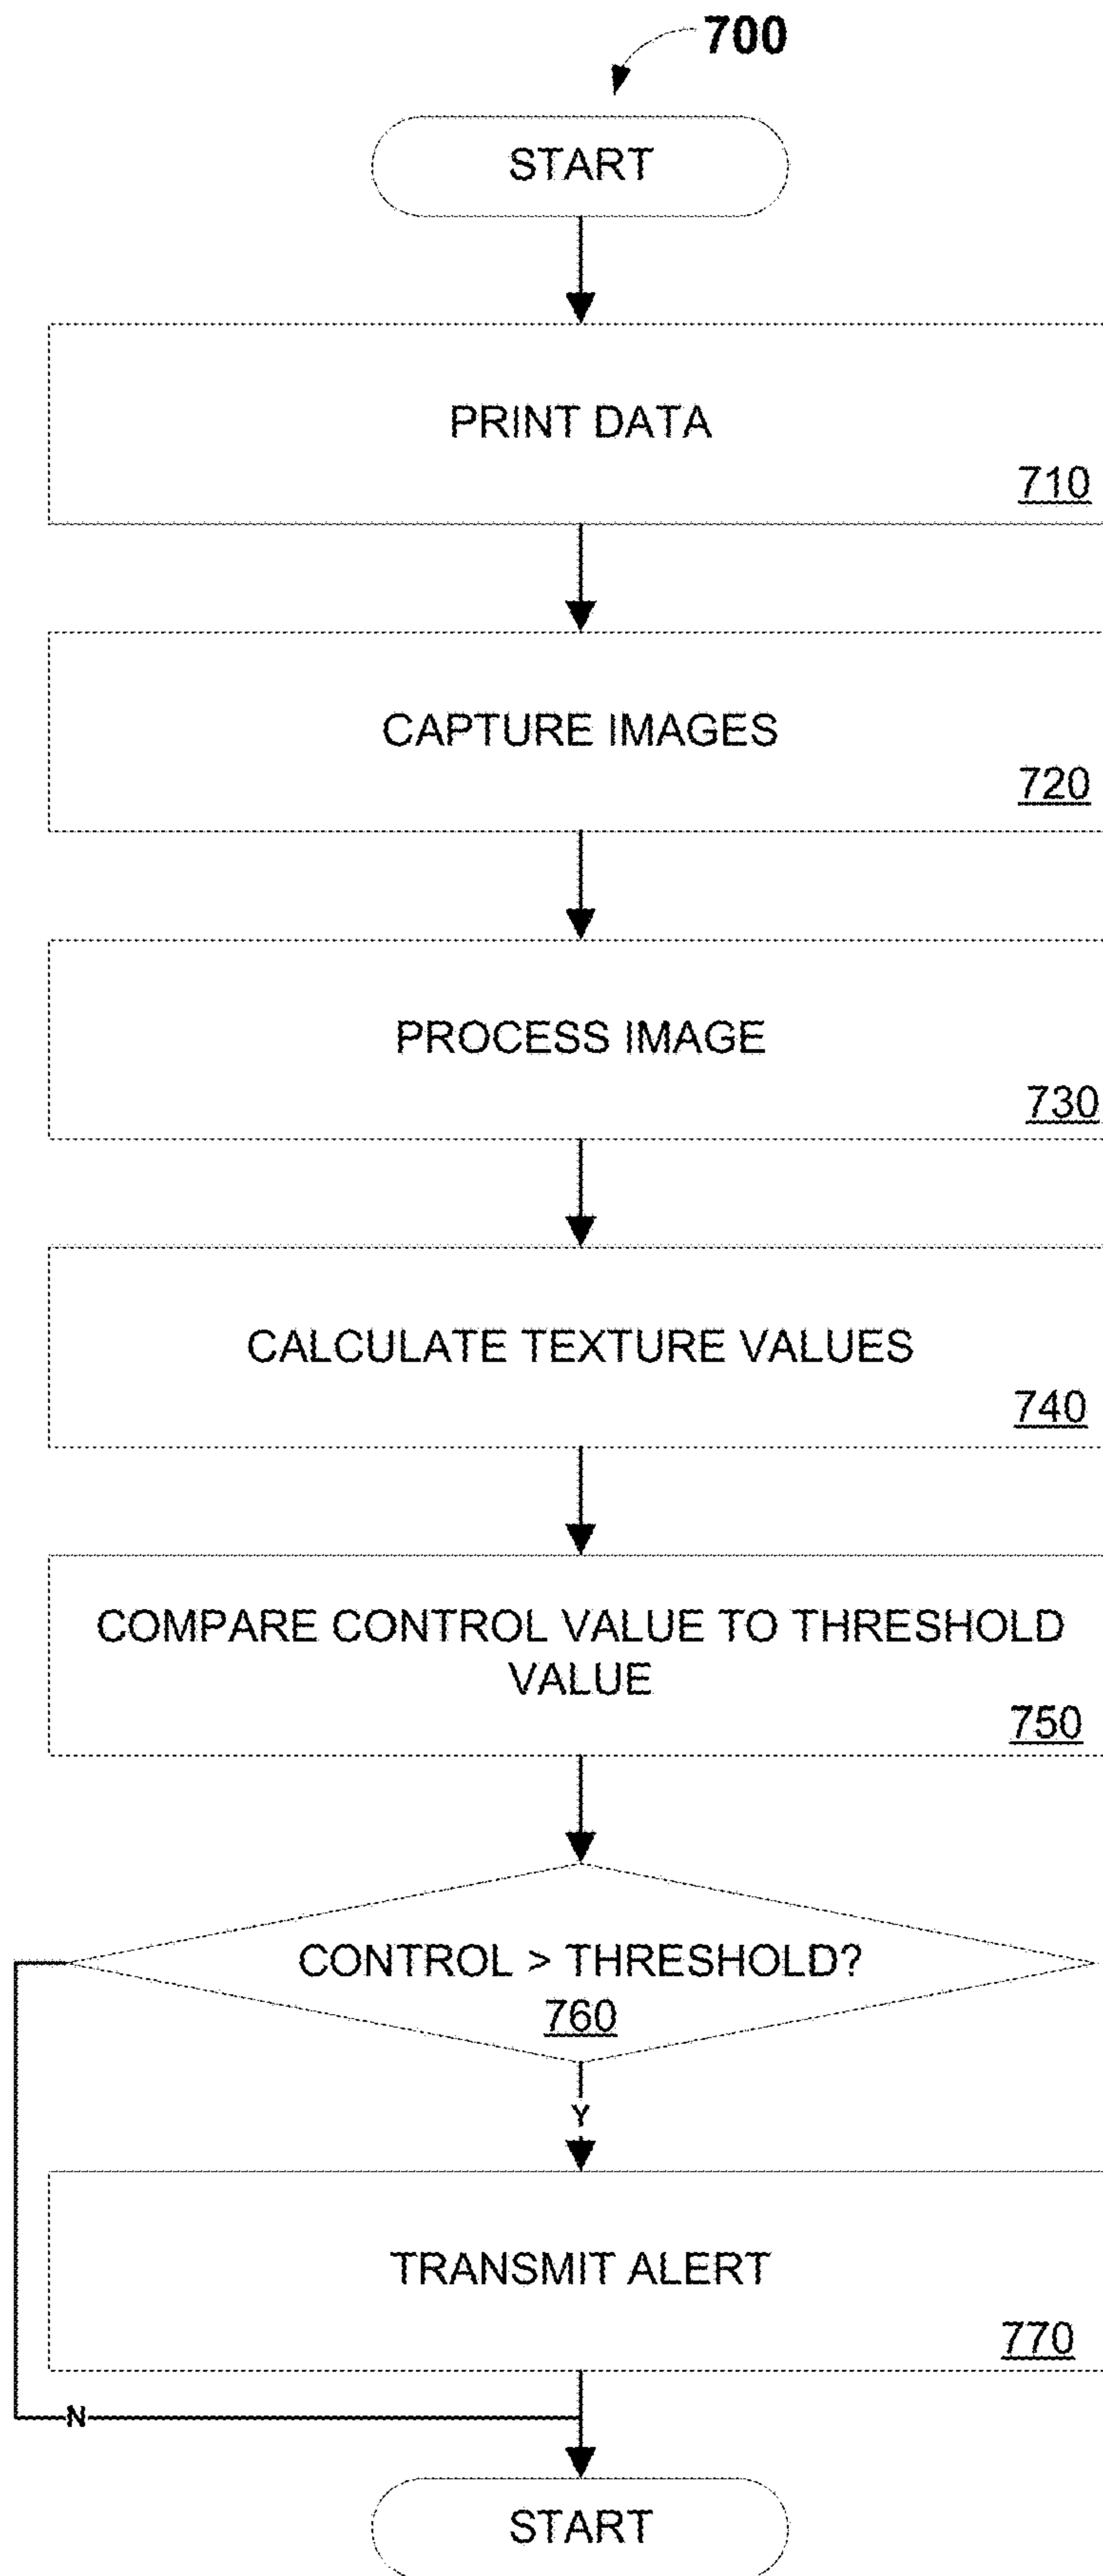 700
START
PRINT DATA
710
CAPTURE IMAGES
720
PROCESS IMAGE
730
CALCULATE TEXTURE VALUES
740
COMPARE CONTROL VALUE TO THRESHOLD
VALUE
750
CONTROL > THRESHOLD?
760
Y
TRANSMIT ALERT
770
N
START